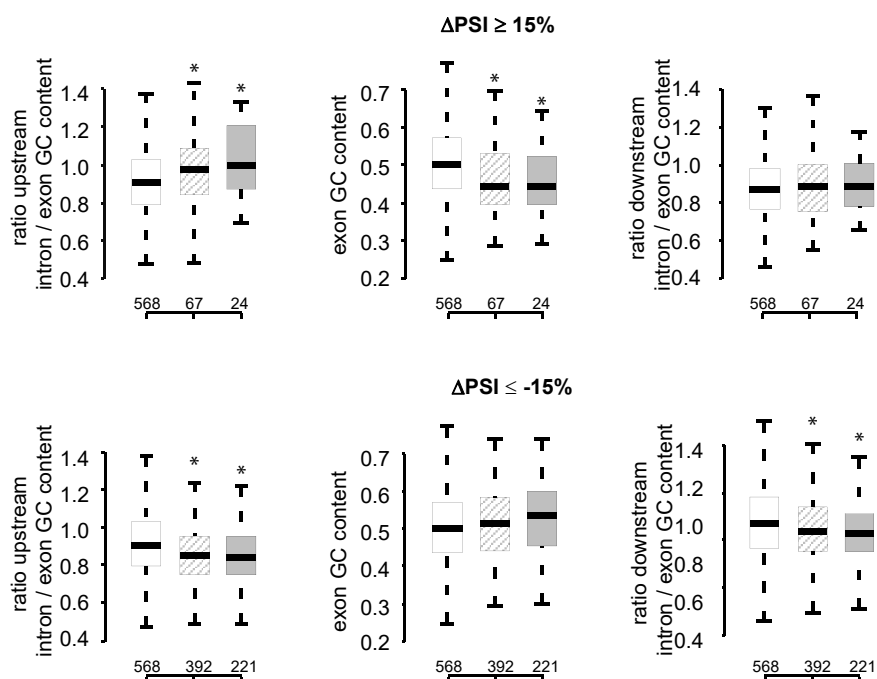 ΔPSI ≥ 15%
ratio upstream
intron / exon GC content
1.4
1.2
1.0
0.8
0.6
0.4
*
*
568 67 24
exon GC content
0.7
0.6
0.5
0.4
0.3
0.2
*
*
568 67 24
ratio downstream
intron / exon GC content
1.4
1.2
1.0
0.8
0.6
0.4
568 67 24
ΔPSI ≤ -15%
ratio upstream
intron / exon GC content
1.4
1.2
1.0
0.8
0.6
0.4
*
*
568 392 221
exon GC content
0.7
0.6
0.5
0.4
0.3
0.2
568 392 221
ratio downstream
intron / exon GC content
1.4
1.2
1.0
0.8
0.6
0.4
*
*
568 392 221